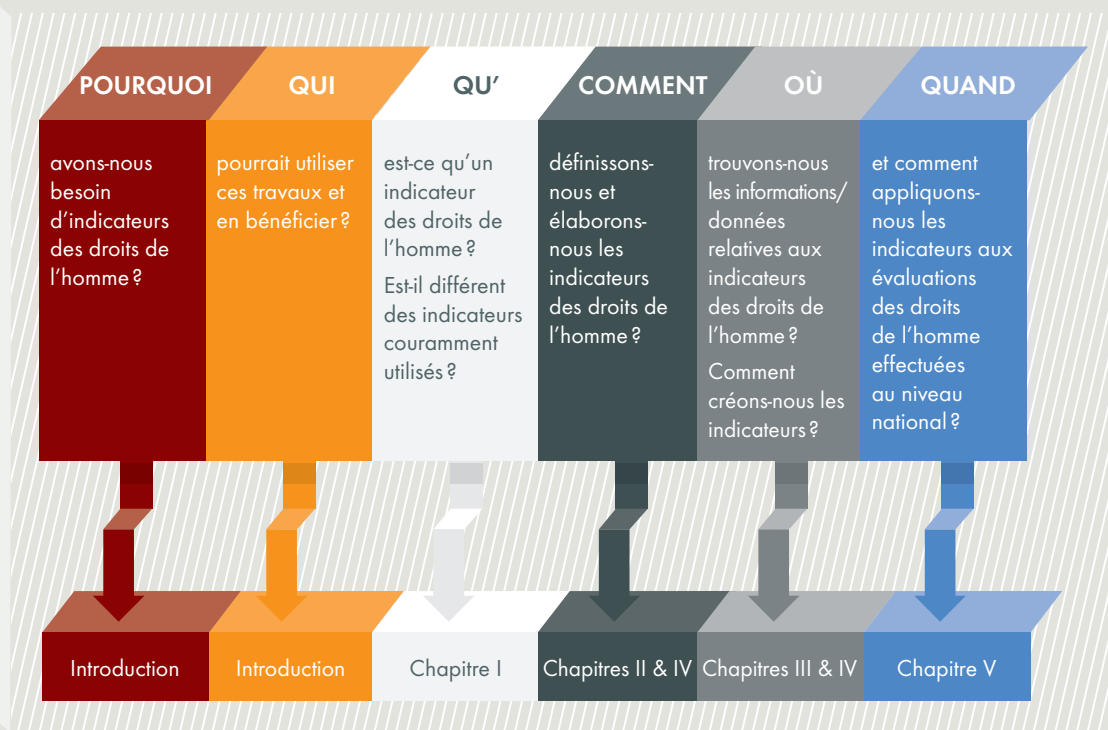 POURQUOI
avons-nous
besoin
d’indicateurs
des droits de
l’homme ?
QUI
pourrait utiliser
ces travaux et
en bénéficier ?
QU’
est-ce qu’un
indicateur
des droits de
l’homme ?
Est-il différent
des indicateurs
couramment
utilisés ?
COMMENT
définissons-
nous et
élaborons-
nous les
indicateurs
des droits de
l’homme ?
OÙ
trouvons-nous
les informations/
données
relatives aux
indicateurs
des droits de
l’homme ?
Comment
créons-nous les
indicateurs ?
QUAND
et comment
appliquons-
nous les
indicateurs aux
évaluations
des droits
de l’homme
effectuées
au niveau
national ?
Introduction
Introduction
Chapitre I
Chapitres II & IV
Chapitres III & IV
Chapitre V